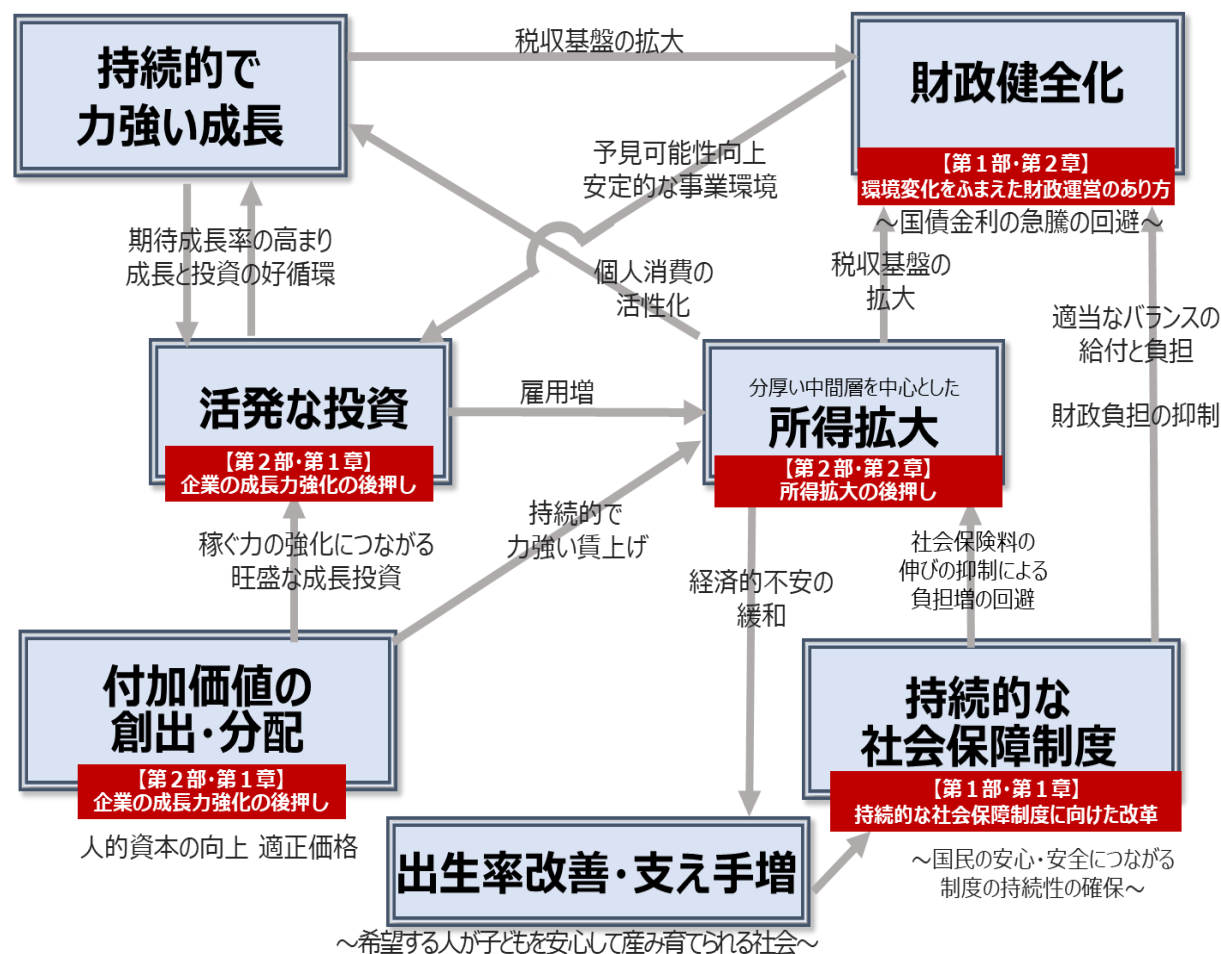 持続的で
力強い成長
税収基盤の拡大
財政健全化
【第１部・第２章】
環境変化をふまえた財政運営のあり方
～国債金利の急騰の回避～
予見可能性向上
安定的な事業環境
期待成長率の高まり
成長と投資の好循環
個人消費の
活性化
税収基盤の
拡大
適当なバランスの
給付と負担
財政負担の抑制
活発な投資
【第２部・第１章】
企業の成長力強化の後押し
雇用増
分厚い中間層を中心とした
所得拡大
【第２部・第２章】
所得拡大の後押し
稼ぐ力の強化につながる
旺盛な成長投資
持続的で
力強い賃上げ
経済的不安の
緩和
社会保険料の
伸びの抑制による
負担増の回避
付加価値の
創出・分配
【第２部・第１章】
企業の成長力強化の後押し
人的資本の向上 適正価格
持続的な
社会保障制度
【第１部・第１章】
持続的な社会保障制度に向けた改革
～国民の安心・安全につながる
制度の持続性の確保～
出生率改善・支え手増
～希望する人が子どもを安心して産み育てられる社会～